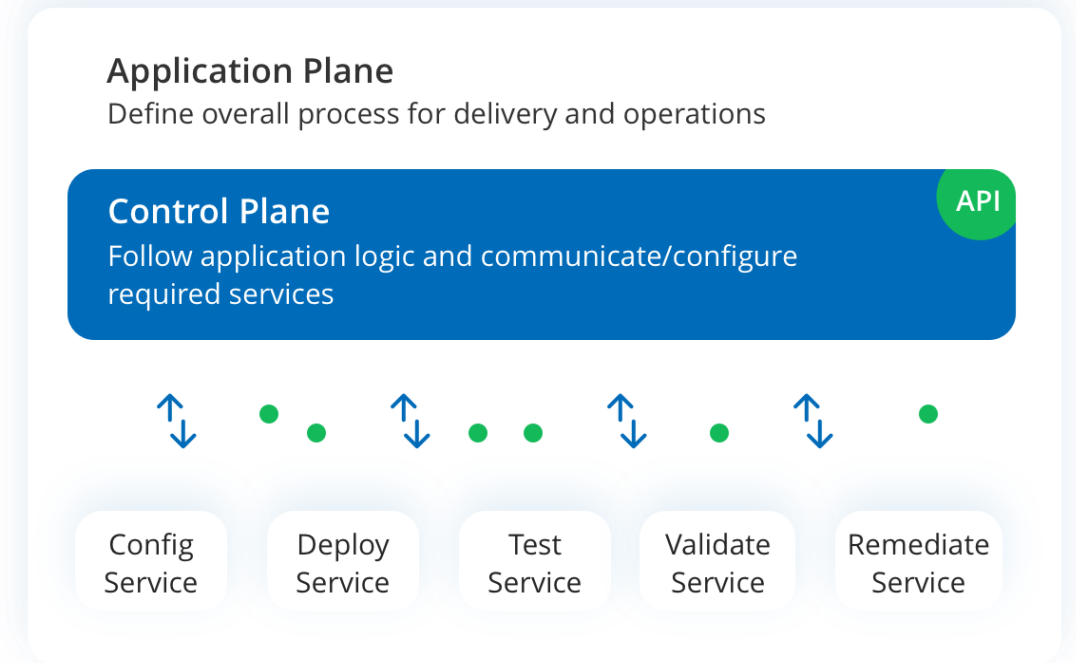 Application Plane
Define overall process for delivery and operations
Control Plane
API
Follow application logic and communicate/configure
required services
Config
Service
Deploy
Service
Test
Service
Validate
Service
Remediate
Service